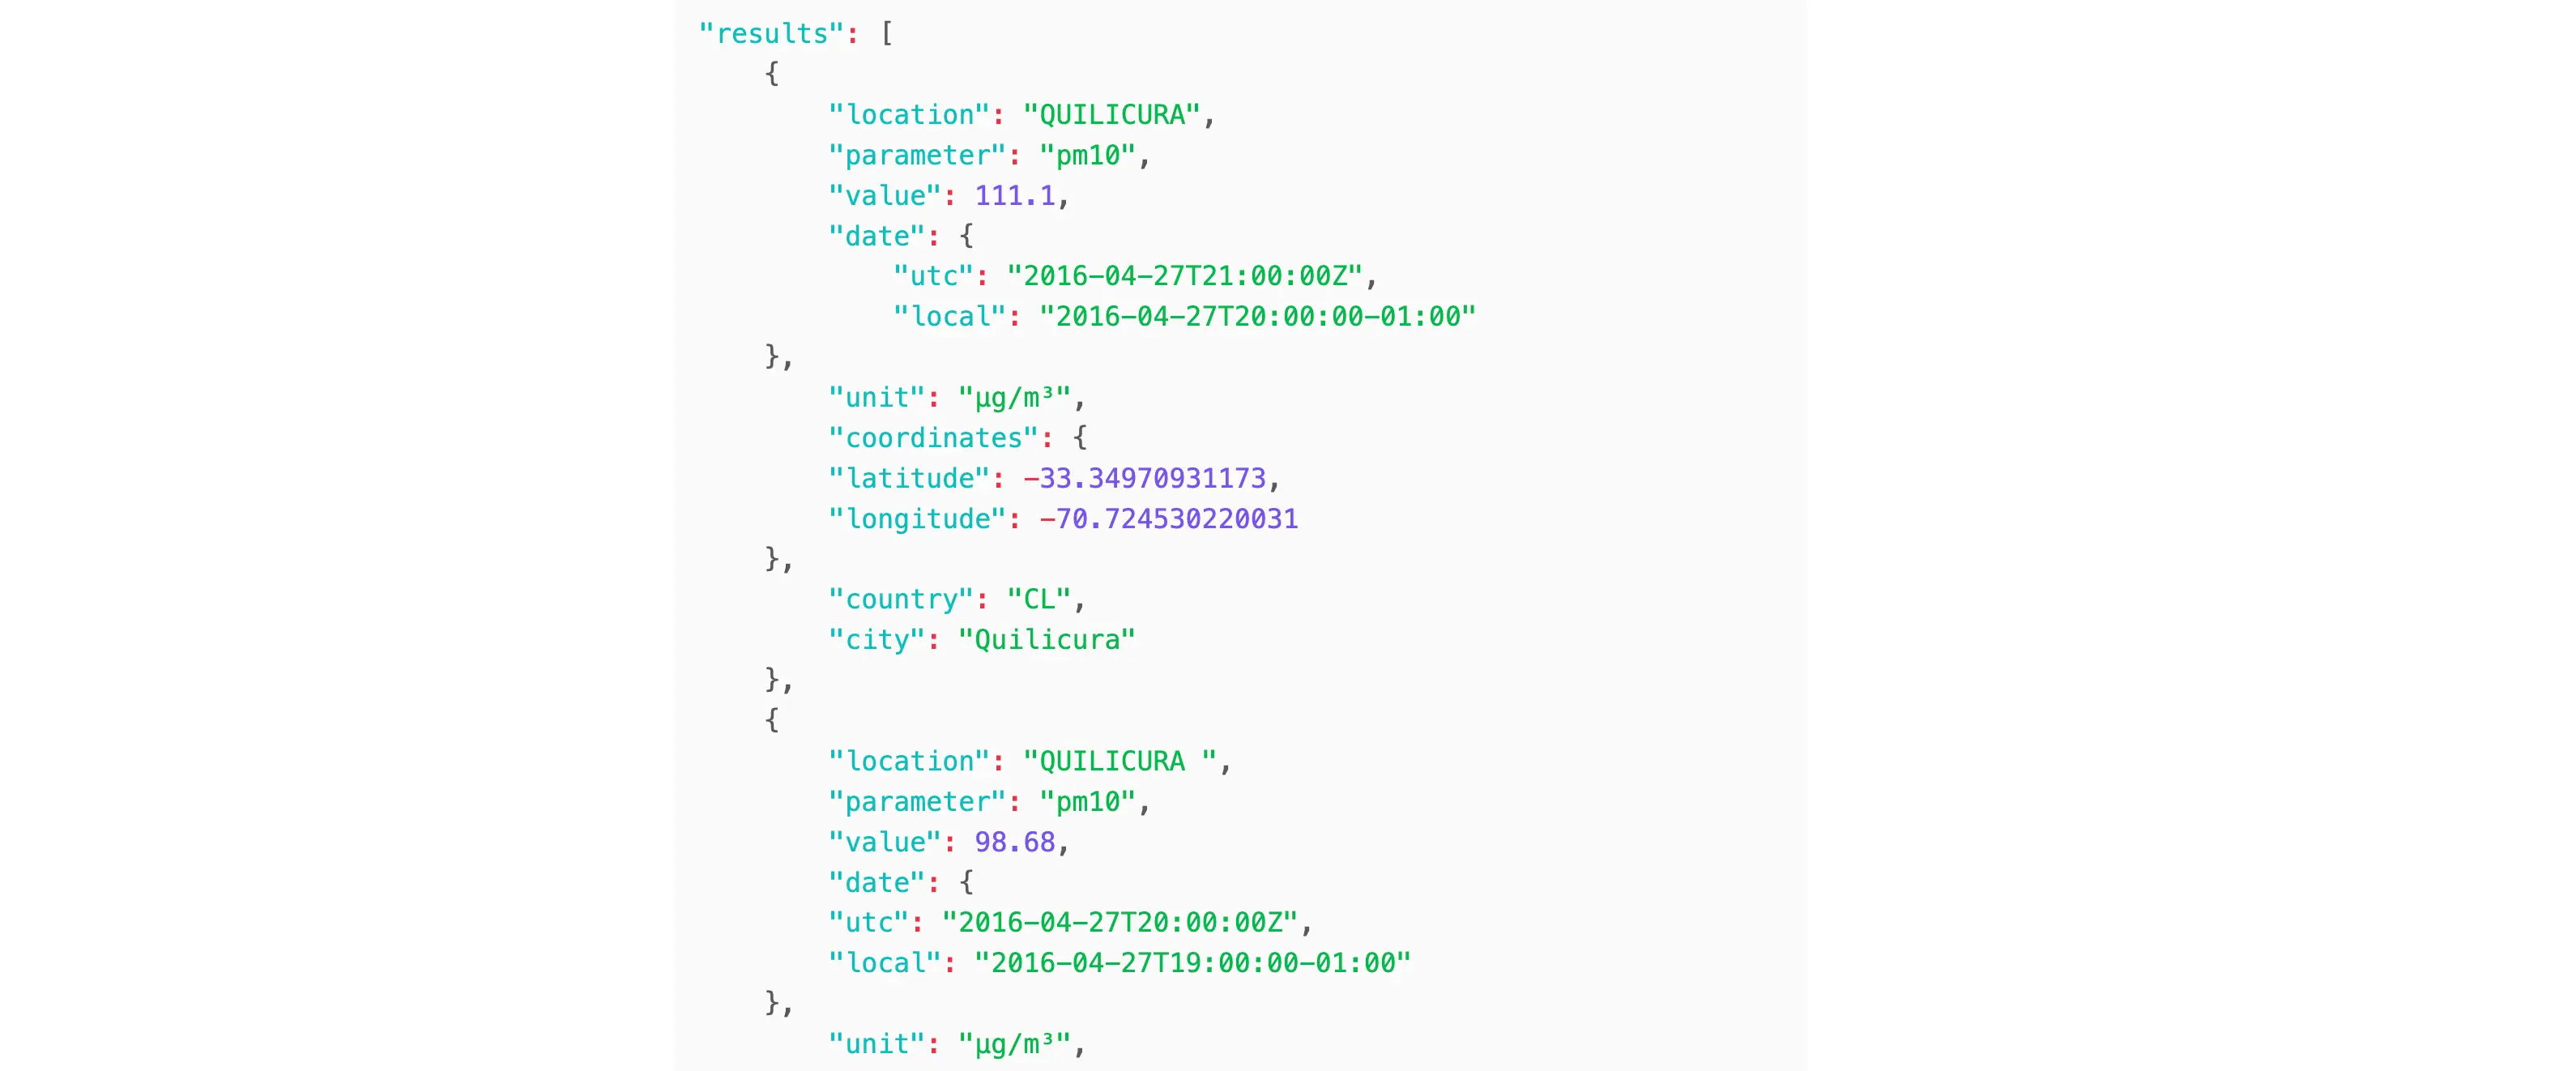 "results": [
{
"location": "QUILICURA",
"parameter": "pm10",
"value": 111.1,
"date": {
"utc": "2016-04-27T21:00:00Z",
"local": "2016-04-27T20:00:00-01:00"
},
"unit": "µg/m³",
"coordinates": {
"latitude": -33.34970931173,
"longitude": -70.724530220031
},
"country": "CL",
"city": "Quilicura"
},
{
"location": "QUILICURA ",
"parameter": "pm10",
"value": 98.68,
"date": {
"utc": "2016-04-27T20:00:00Z",
"local": "2016-04-27T19:00:00-01:00"
},
"unit": "µg/m³",